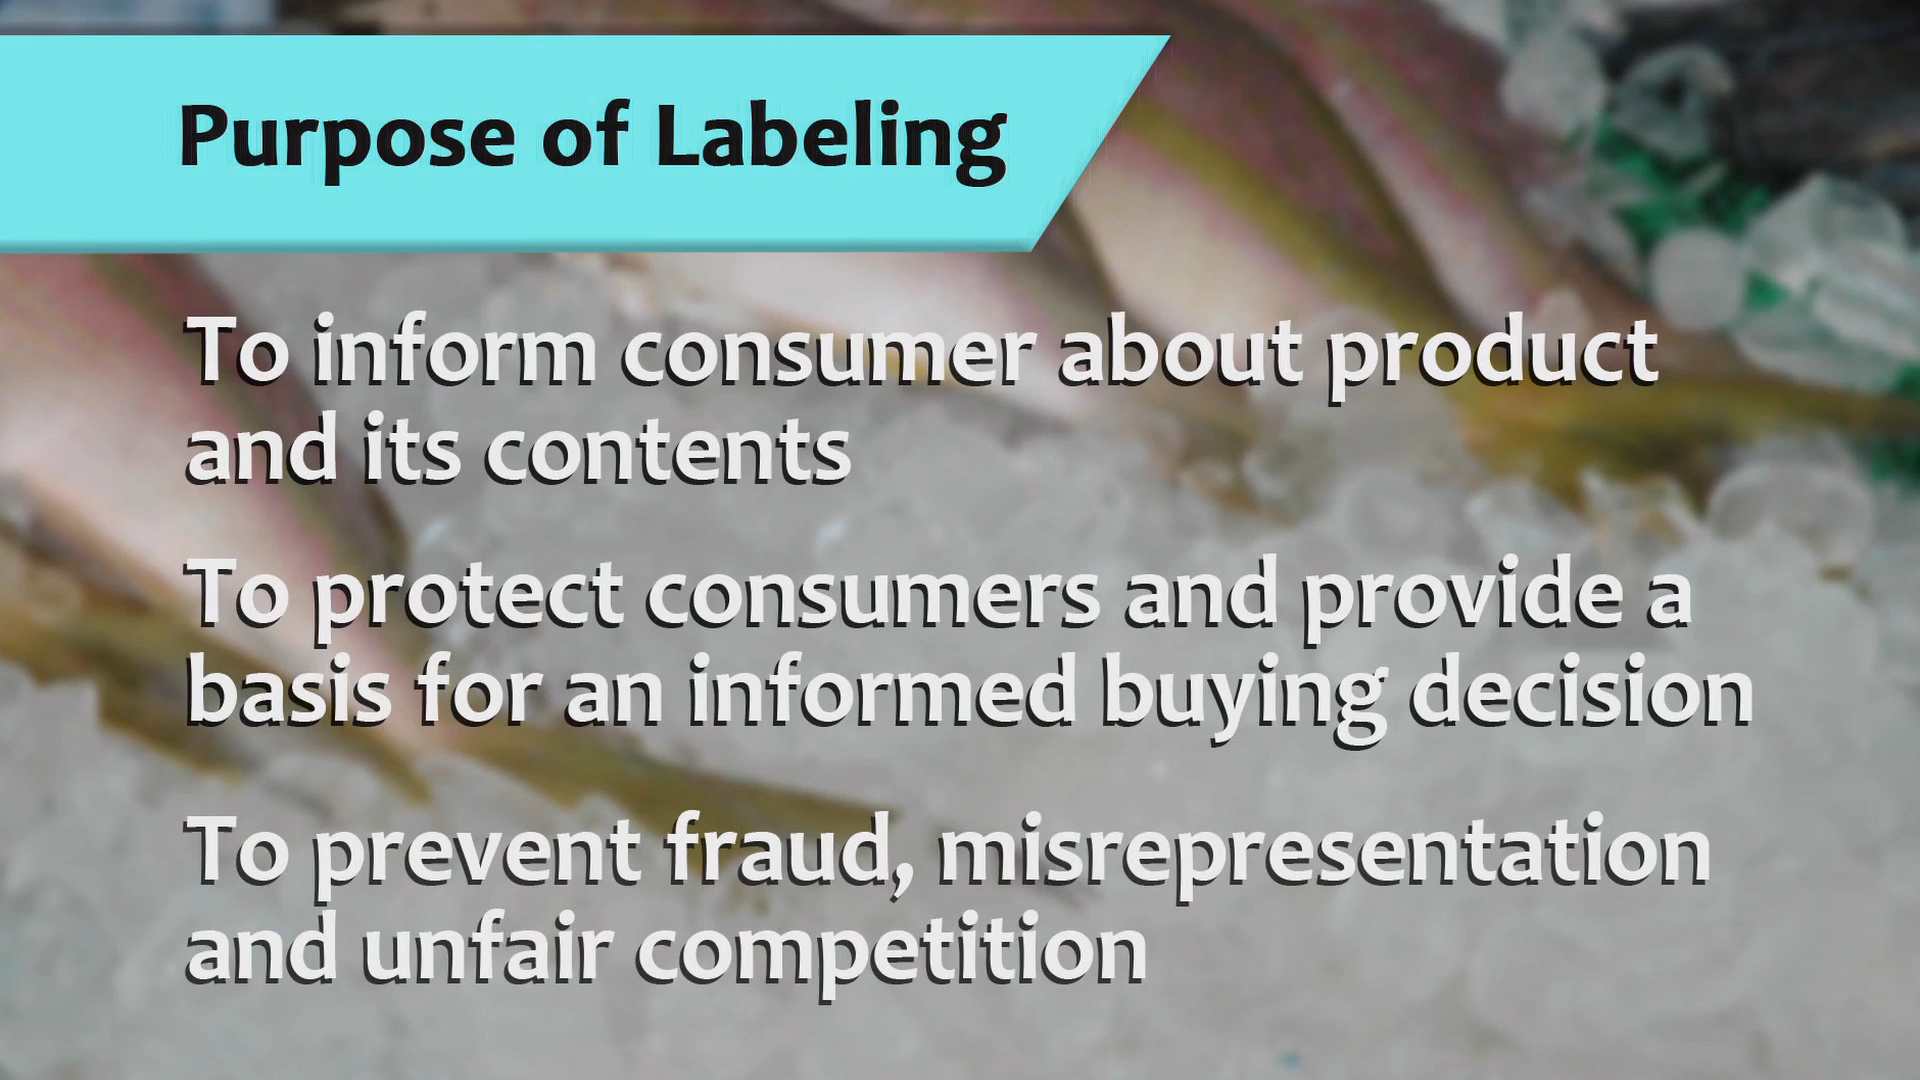 Purpose of Labeling
To inform consumer about product
and its contents
To protect consumers and provide a
basis for an informed buying decision
To prevent fraud, misrepresentation
and unfair competition